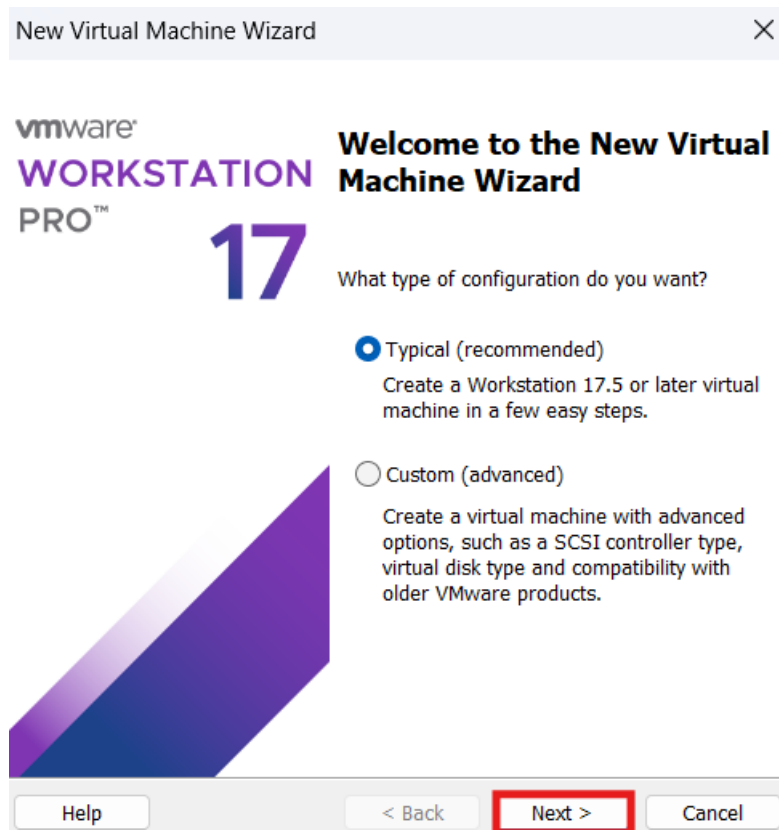 New Virtual Machine Wizard
vmware®
WORKSTATION
PRO™
17
Welcome to the New Virtual
Machine Wizard
What type of configuration do you want?
Typical (recommended)
Create a Workstation 17.5 or later virtual
machine in a few easy steps.
Custom (advanced)
Create a virtual machine with advanced
options, such as a SCSI controller type,
virtual disk type and compatibility with
older VMware products.
Help
< Back
Next >
Cancel